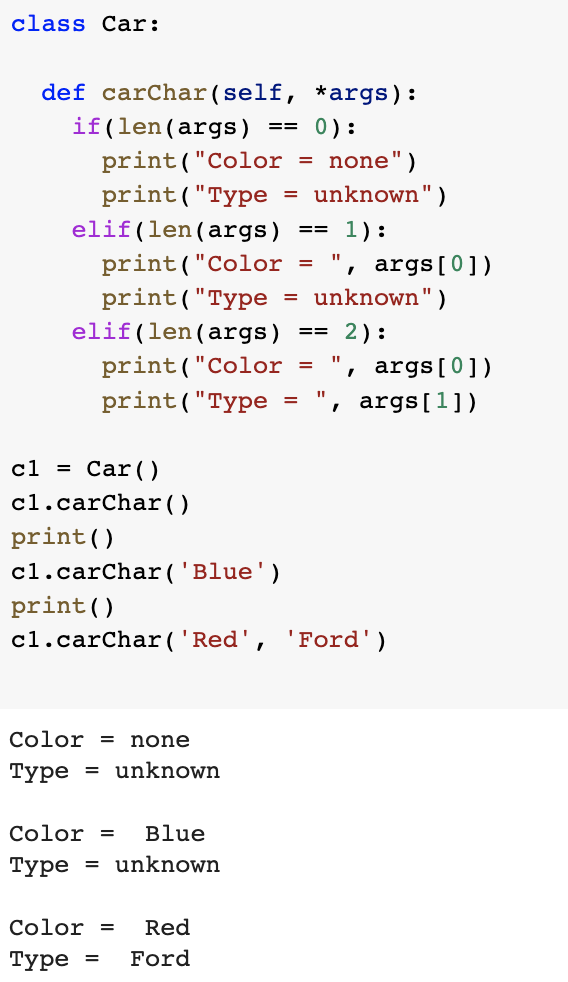 class Car:

  def carChar(self, *args):
    if(len(args) == 0):
      print("Color = none")
      print("Type = unknown")
    elif(len(args) == 1):
      print("Color = ", args[0])
      print("Type = unknown")
    elif(len(args) == 2):
      print("Color = ", args[0])
      print("Type = ", args[1])

c1 = Car()
c1.carChar()
print()
c1.carChar('Blue')
print()
c1.carChar('Red', 'Ford')

Color = none
Type = unknown

Color =  Blue
Type = unknown

Color =  Red
Type =  Ford